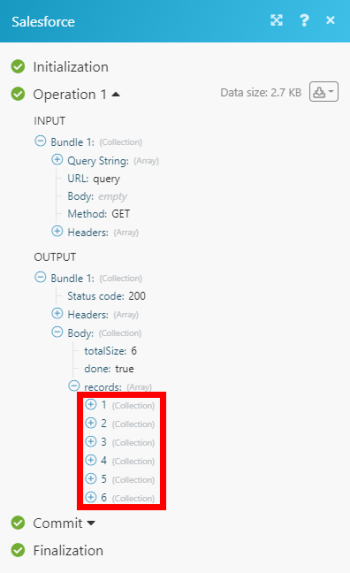 Salesforce ? ×
Initialization
Operation 1 Data size: 2.7 KB
INPUT
Bundle 1: (Collection)
Query String: (Array)
URL: query
Body: empty
Method: GET
Headers: (Array)
OUTPUT
Bundle 1: (Collection)
Status code: 200
Headers: (Array)
Body: (Collection)
totalSize: 6
done: true
records: (Array)
1 (Collection)
2 (Collection)
3 (Collection)
4 (Collection)
5 (Collection)
6 (Collection)
Commit
Finalization